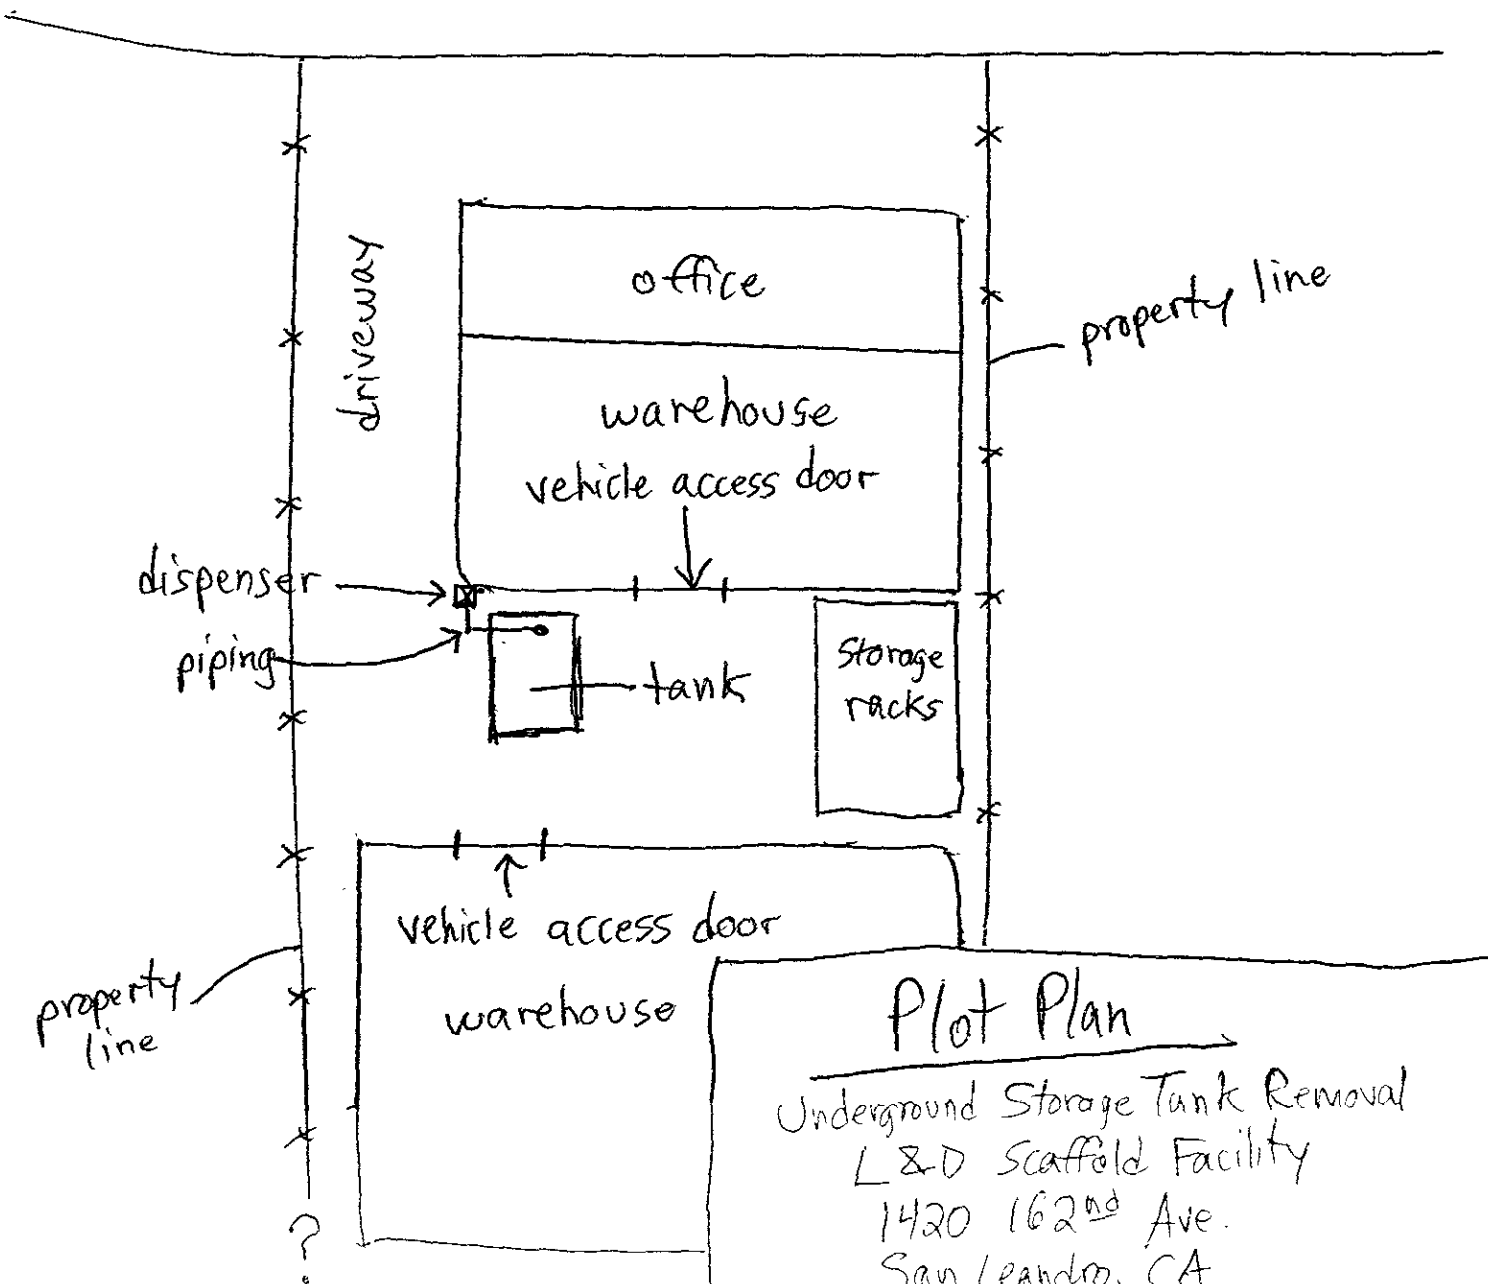 office
driveway
property line
warehouse
vehicle access door
dispenser
piping
tank
Storage
racks
vehicle access door
warehouse
property
line
?
Plot Plan
Underground Storage Tank Removal
L&D Scaffold Facility
1420 162nd Ave.
San Leandro, CA